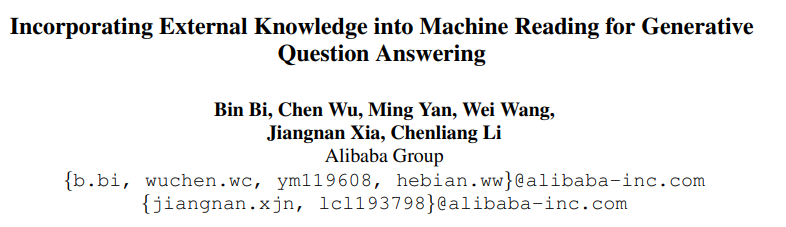 Incorporating External Knowledge into Machine Reading for Generative
Question Answering
Bin Bi, Chen Wu, Ming Yan, Wei Wang,
Jiangnan Xia, Chenliang Li
Alibaba Group
{b.bi, wuchen.wc, ym119608, hebian.ww}@alibaba-inc.com
{jiangnan.xjn, lcl193798}@alibaba-inc.com